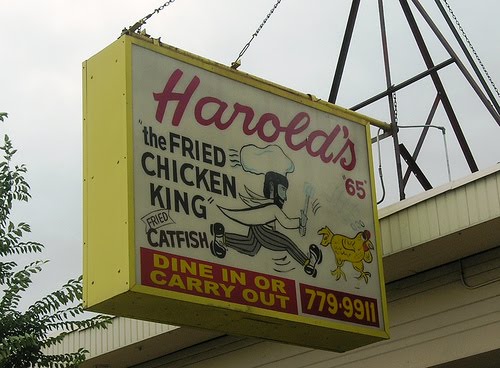 Harold's
"65"
"the FRIED
CHICKEN
KING"
FRIED
CATFISH
DINE IN OR
CARRY OUT
779-9911